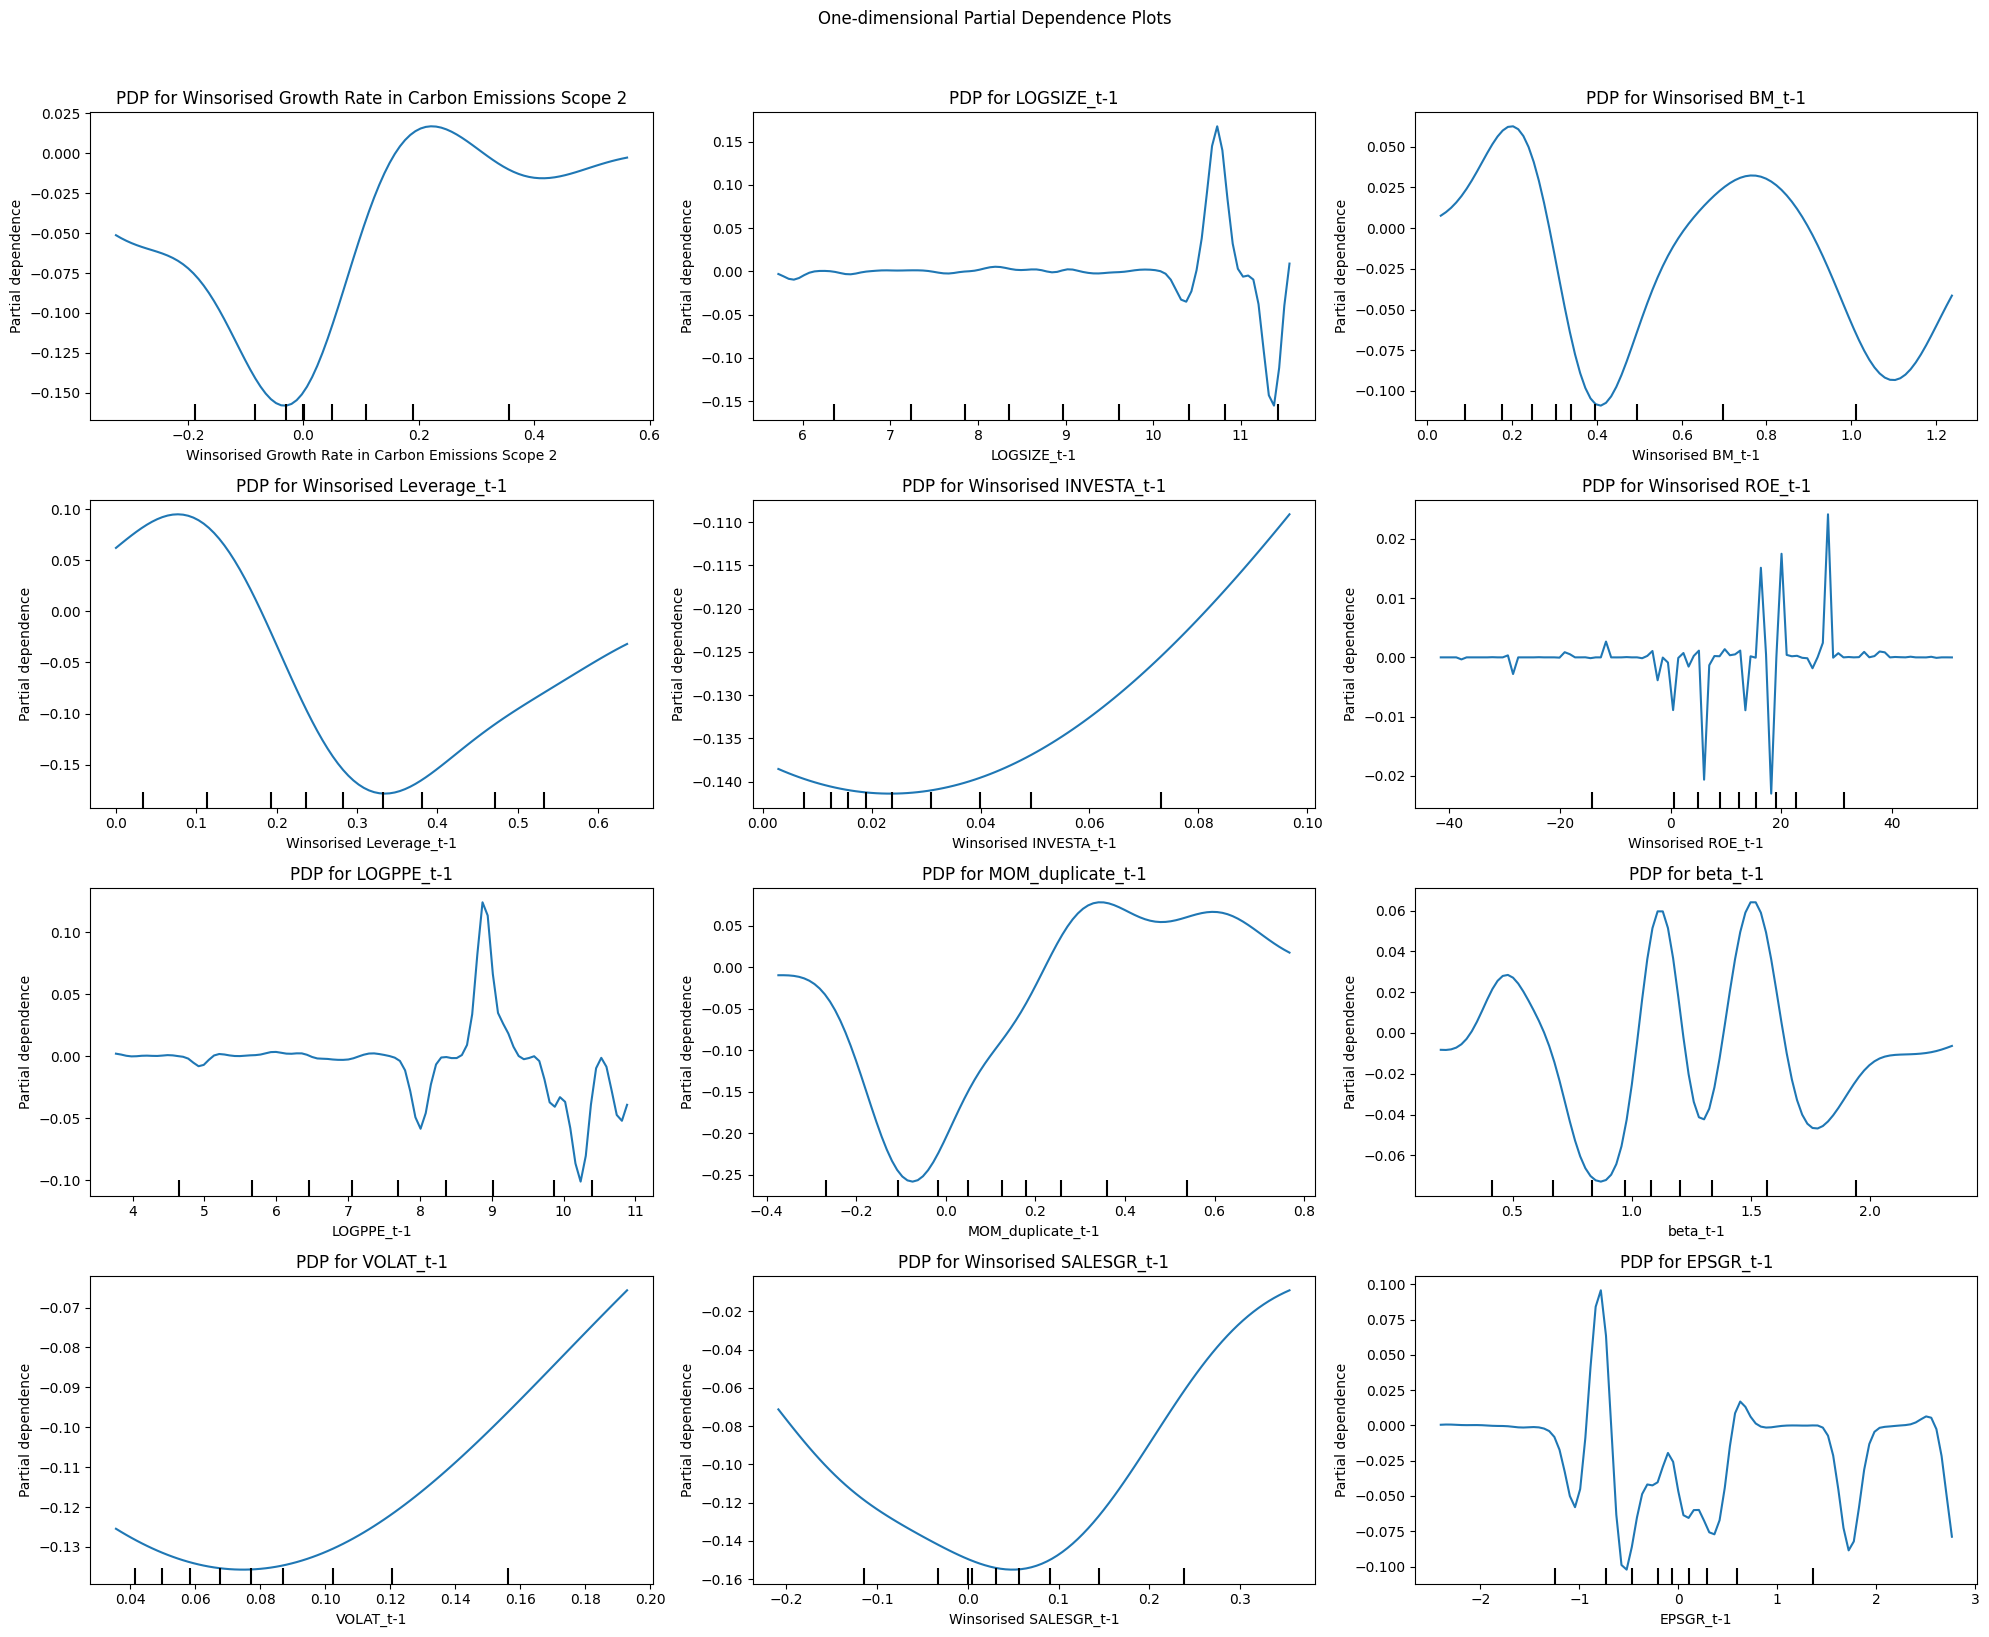 One-dimensional Partial Dependence Plots
PDP for Winsorised Growth Rate in Carbon Emissions Scope 2
Partial dependence
0.025
0.000
−0.025
−0.050
−0.075
−0.100
−0.125
−0.150
−0.2 0.0 0.2 0.4 0.6
Winsorised Growth Rate in Carbon Emissions Scope 2
PDP for LOGSIZE_t-1
Partial dependence
0.15
0.10
0.05
0.00
−0.05
−0.10
−0.15
6 7 8 9 10 11
LOGSIZE_t-1
PDP for Winsorised BM_t-1
Partial dependence
0.050
0.025
0.000
−0.025
−0.050
−0.075
−0.100
0.0 0.2 0.4 0.6 0.8 1.0 1.2
Winsorised BM_t-1
PDP for Winsorised Leverage_t-1
Partial dependence
0.10
0.05
0.00
−0.05
−0.10
−0.15
0.0 0.1 0.2 0.3 0.4 0.5 0.6
Winsorised Leverage_t-1
PDP for Winsorised INVESTA_t-1
Partial dependence
−0.110
−0.115
−0.120
−0.125
−0.130
−0.135
−0.140
0.00 0.02 0.04 0.06 0.08 0.10
Winsorised INVESTA_t-1
PDP for Winsorised ROE_t-1
Partial dependence
0.02
0.01
0.00
−0.01
−0.02
−40 −20 0 20 40
Winsorised ROE_t-1
PDP for LOGPPE_t-1
Partial dependence
0.10
0.05
0.00
−0.05
−0.10
4 5 6 7 8 9 10 11
LOGPPE_t-1
PDP for MOM_duplicate_t-1
Partial dependence
0.05
0.00
−0.05
−0.10
−0.15
−0.20
−0.25
−0.4 −0.2 0.0 0.2 0.4 0.6 0.8
MOM_duplicate_t-1
PDP for beta_t-1
Partial dependence
0.06
0.04
0.02
0.00
−0.02
−0.04
−0.06
0.5 1.0 1.5 2.0
beta_t-1
PDP for VOLAT_t-1
Partial dependence
−0.07
−0.08
−0.09
−0.10
−0.11
−0.12
−0.13
0.04 0.06 0.08 0.10 0.12 0.14 0.16 0.18 0.20
VOLAT_t-1
PDP for Winsorised SALESGR_t-1
Partial dependence
−0.02
−0.04
−0.06
−0.08
−0.10
−0.12
−0.14
−0.16
−0.2 −0.1 0.0 0.1 0.2 0.3
Winsorised SALESGR_t-1
PDP for EPSGR_t-1
Partial dependence
0.100
0.075
0.050
0.025
0.000
−0.025
−0.050
−0.075
−0.100
−2 −1 0 1 2 3
EPSGR_t-1